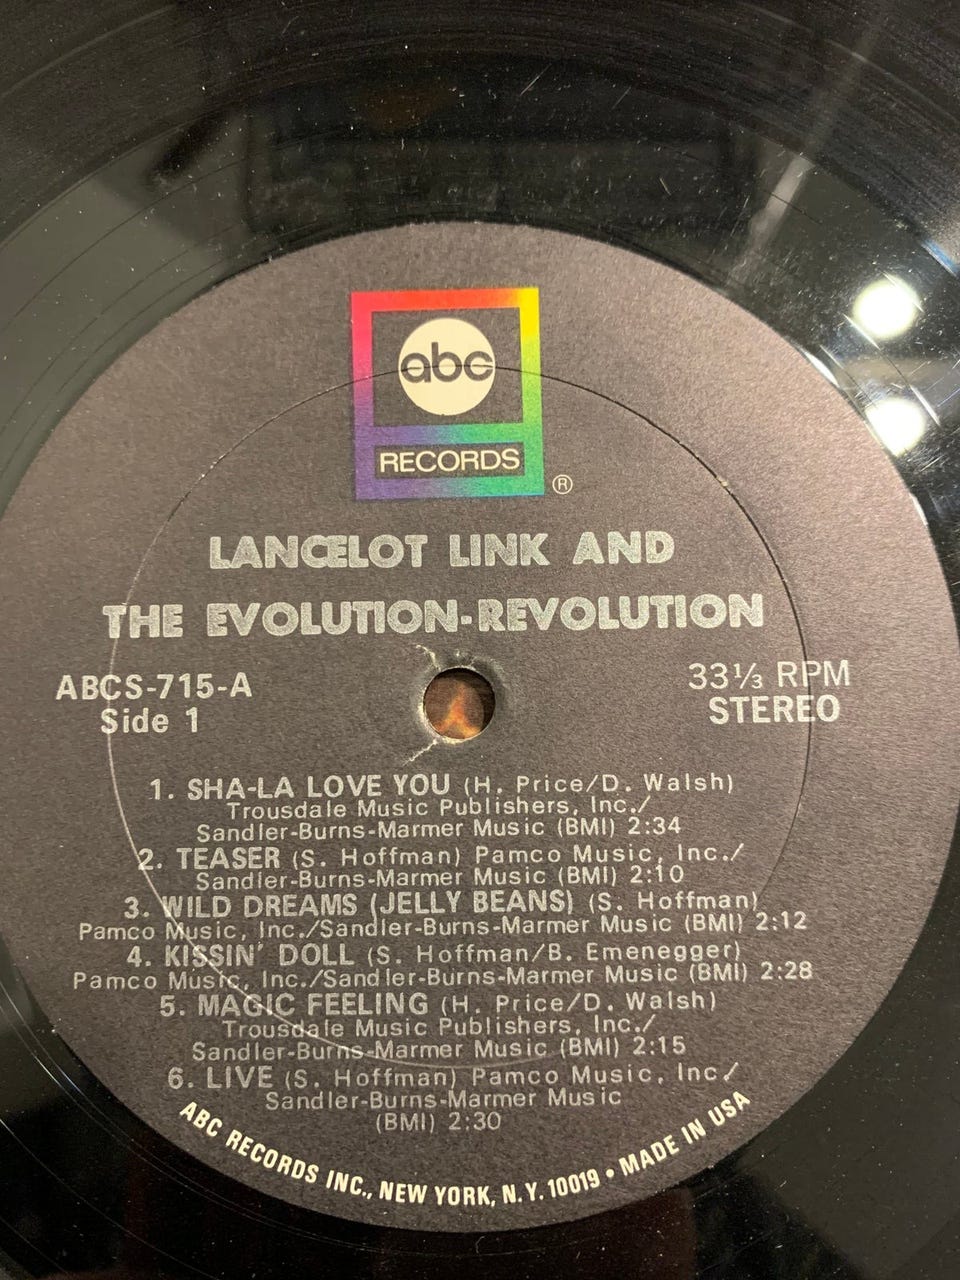 abc
RECORDS
®
LANCELOT LINK AND
THE EVOLUTION-REVOLUTION
ABCS-715-A
Side 1
33⅓ RPM
STEREO
1. SHA-LA LOVE YOU (H. Price/D. Walsh)
Trousdale Music Publishers, Inc./
Sandler-Burns-Marmer Music (BMI) 2:34
2. TEASER (S. Hoffman) Pamco Music, Inc./
Sandler-Burns-Marmer Music (BMI) 2:10
3. WILD DREAMS (JELLY BEANS) (S. Hoffman)
Pamco Music, Inc./Sandler-Burns-Marmer Music (BMI) 2:12
4. KISSIN' DOLL (S. Hoffman/B. Emenegger)
Pamco Music, Inc./Sandler-Burns-Marmer Music (BMI) 2:28
5. MAGIC FEELING (H. Price/D. Walsh)
Trousdale Music Publishers, Inc./
Sandler-Burns-Marmer Music (BMI) 2:15
6. LIVE (S. Hoffman) Pamco Music, Inc/
Sandler-Burns-Marmer Music
(BMI) 2:30
ABC RECORDS INC., NEW YORK, N.Y. 10019 • MADE IN USA